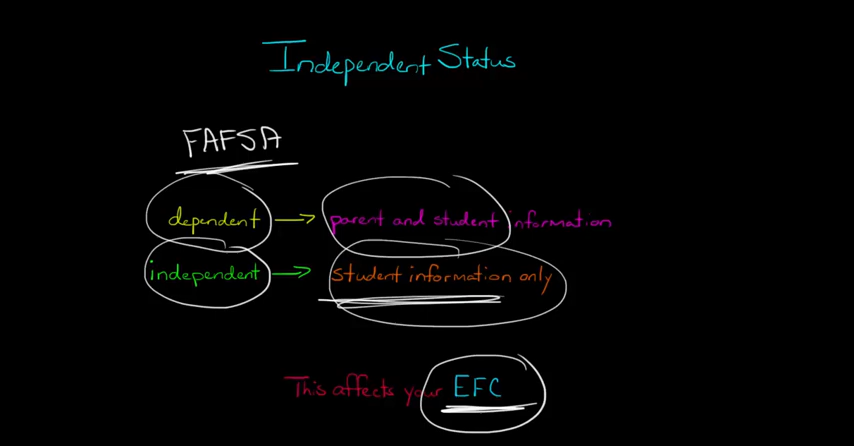 Independent Status
FAFSA
dependent → parent and student information
independent → student information only
This affects your EFC